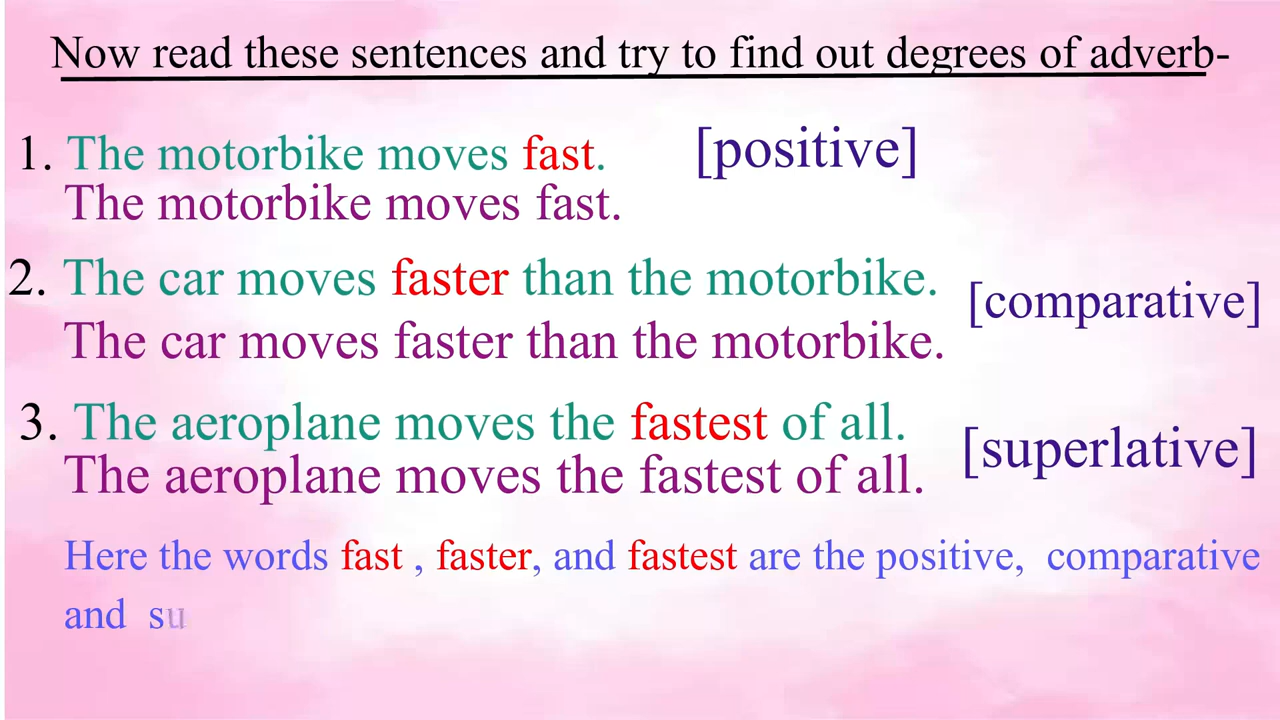 Now read these sentences and try to find out degrees of adverb-
1. The motorbike moves fast. [positive]
The motorbike moves fast.
2. The car moves faster than the motorbike. [comparative]
The car moves faster than the motorbike.
3. The aeroplane moves the fastest of all. [superlative]
The aeroplane moves the fastest of all.
Here the words fast , faster, and fastest are the positive, comparative
and su